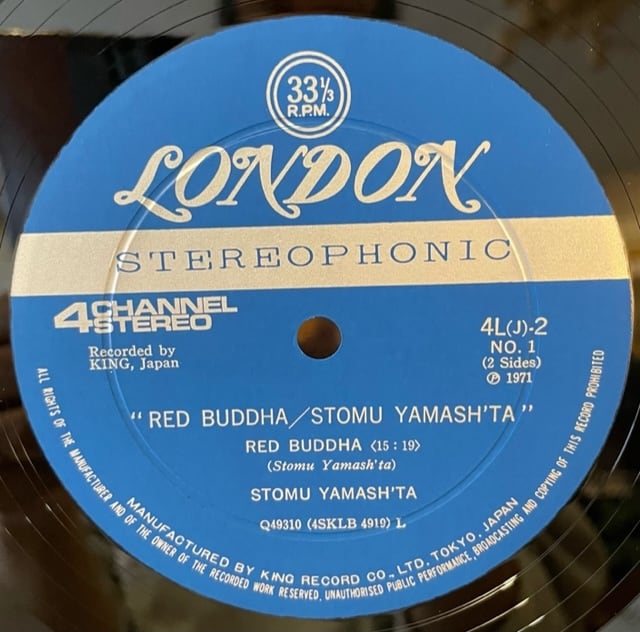 33⅓
R.P.M.
LONDON
STEREOPHONIC
4 CHANNEL
STEREO
Recorded by
KING, Japan
4L(J)-2
NO. 1
(2 Sides)
℗ 1971
“ RED BUDDHA/STOMU YAMASH'TA ”
RED BUDDHA <15 : 19>
(Stomu Yamash'ta)
STOMU YAMASH'TA
Q49310 (4SKLB 4919) L
MANUFACTURED BY KING RECORD CO., LTD. TOKYO. JAPAN
ALL RIGHTS OF THE MANUFACTURER AND OF THE OWNER OF THE RECORDED WORK RESERVED. UNAUTHORISED PUBLIC PERFORMANCE, BROADCASTING AND COPYING OF THIS RECORD PROHIBITED